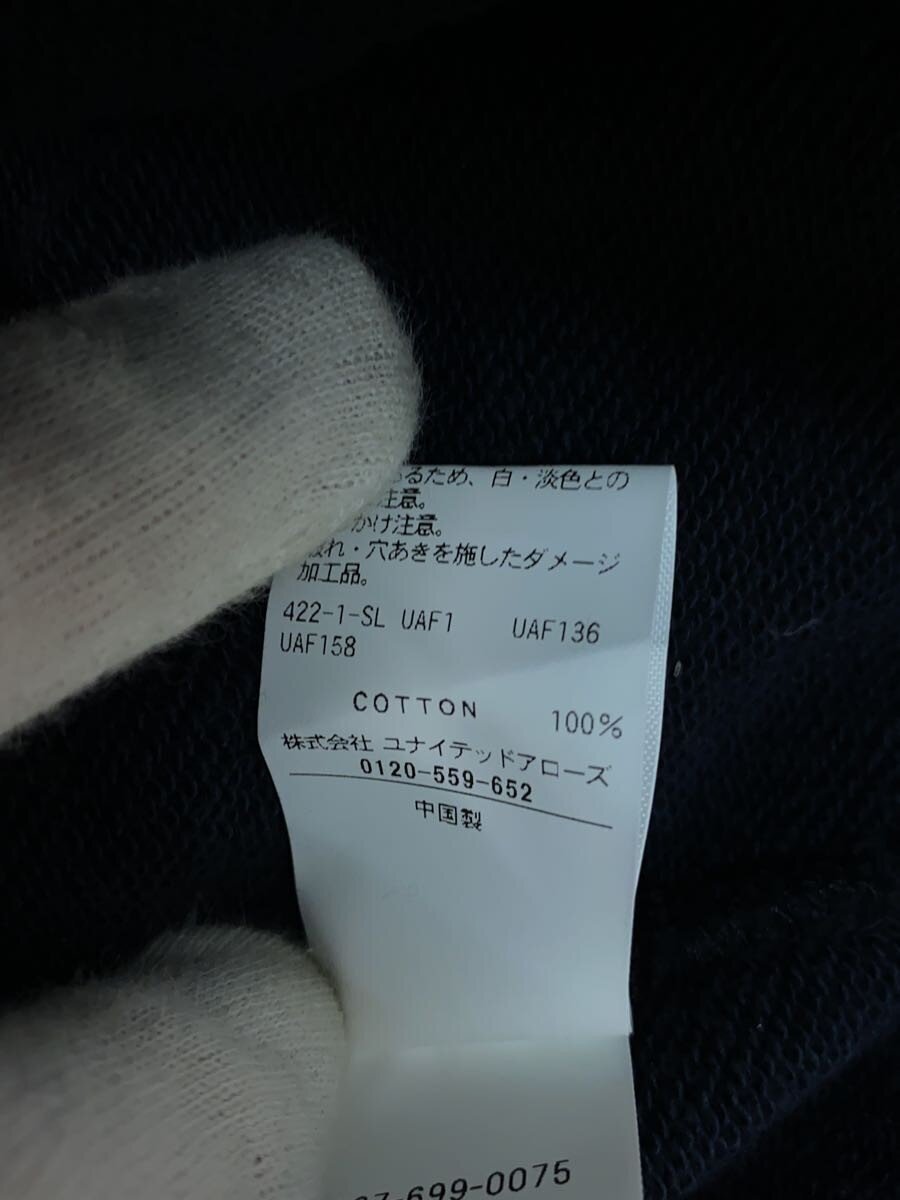 るため、白・淡色との
注意。
かけ注意。
れ・穴あきを施したダメージ
加工品。
422-1-SL UAF1 UAF136
UAF158
COTTON 100%
株式会社 ユナイテッドアローズ
0120-559-652
中国製
7-699-0075